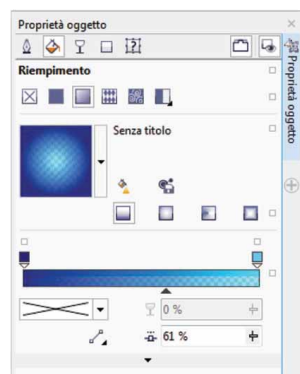 Proprietà oggetto
Riempimento
Senza titolo
0 %
61 %
Proprietà oggetto